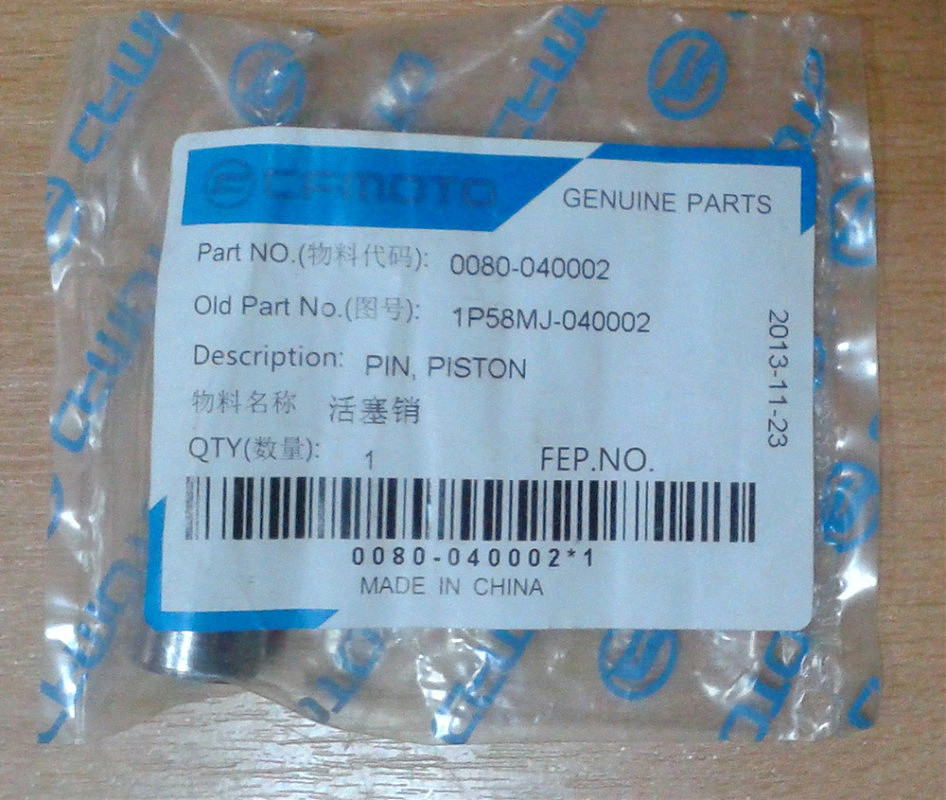 CFMOTO
GENUINE PARTS
Part NO.(物料代码): 0080-040002
Old Part No.(图号): 1P58MJ-040002
Description: PIN, PISTON
物料名称 活塞销
QTY(数量): 1 FEP.NO.
0080-040002*1
MADE IN CHINA
2013-11-23